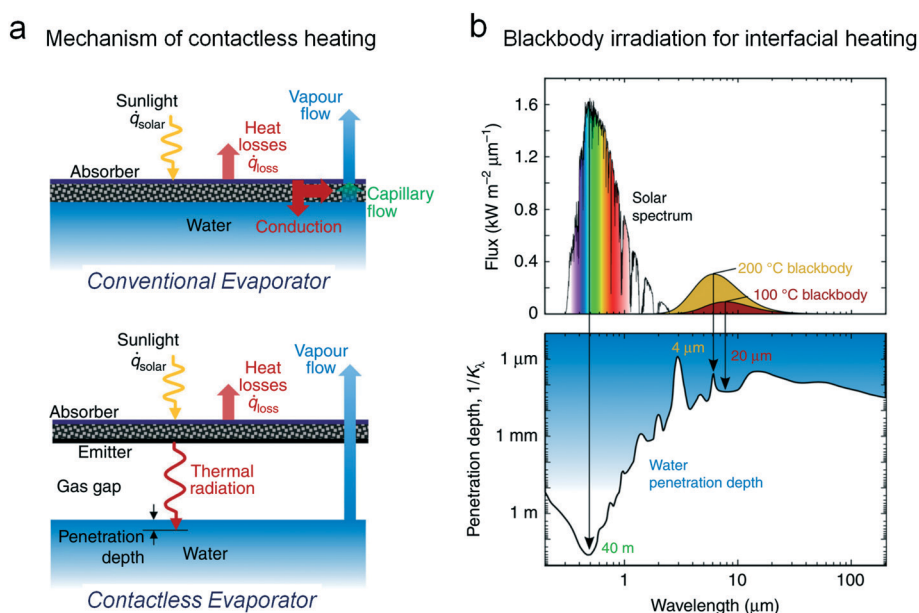 a Mechanism of contactless heating
Sunlight
q̇solar
Vapour
flow
Heat
losses
q̇loss
Absorber
Capillary
flow
Water
Conduction
Conventional Evaporator
Sunlight
q̇solar
Vapour
flow
Heat
losses
q̇loss
Absorber
Emitter
Gas gap
Thermal
radiation
Penetration
depth
Water
Contactless Evaporator
b Blackbody irradiation for interfacial heating
Flux (kW m⁻² μm⁻¹)
1.6
1.2
0.8
0.4
0
Solar
spectrum
200 °C blackbody
100 °C blackbody
Penetration depth, 1/Kλ
1 μm
1 mm
1 m
4 μm
20 μm
Water
penetration depth
40 m
1
10
100
Wavelength (μm)